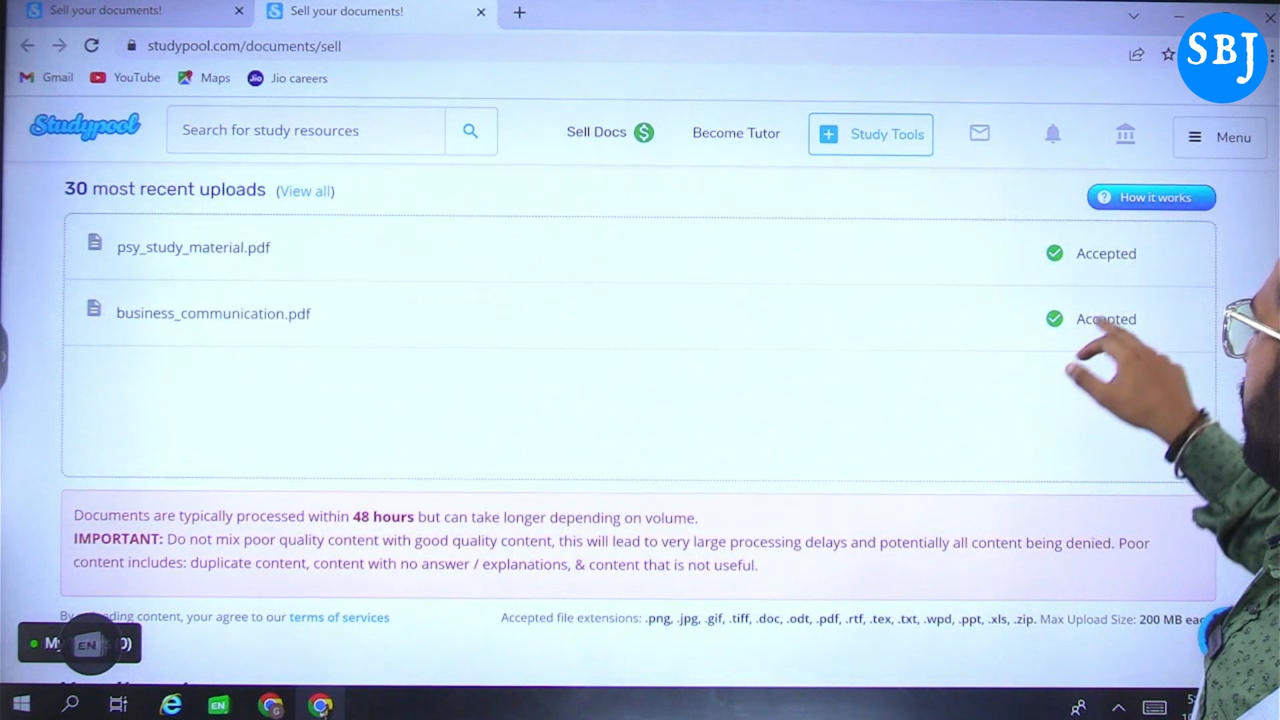 Sell your documents!
Sell your documents!
studypool.com/documents/sell
SBJ
Gmail
YouTube
Maps
Jio
Jio careers
Studypool
Search for study resources
Sell Docs $
Become Tutor
Study Tools
Menu
30 most recent uploads (View all)
? How it works
psy_study_material.pdf
Accepted
business_communication.pdf
Accepted
Documents are typically processed within 48 hours but can take longer depending on volume.
IMPORTANT: Do not mix poor quality content with good quality content, this will lead to very large processing delays and potentially all content being denied. Poor
content includes: duplicate content, content with no answer / explanations, & content that is not useful.
content, your agree to our terms of services
Accepted file extensions: .png, .jpg, .gif, .tiff, .doc, .odt, .pdf, .rtf, .tex, .txt, .wpd, .ppt, .xls, .zip. Max Upload Size: 200 MB
EN
EN